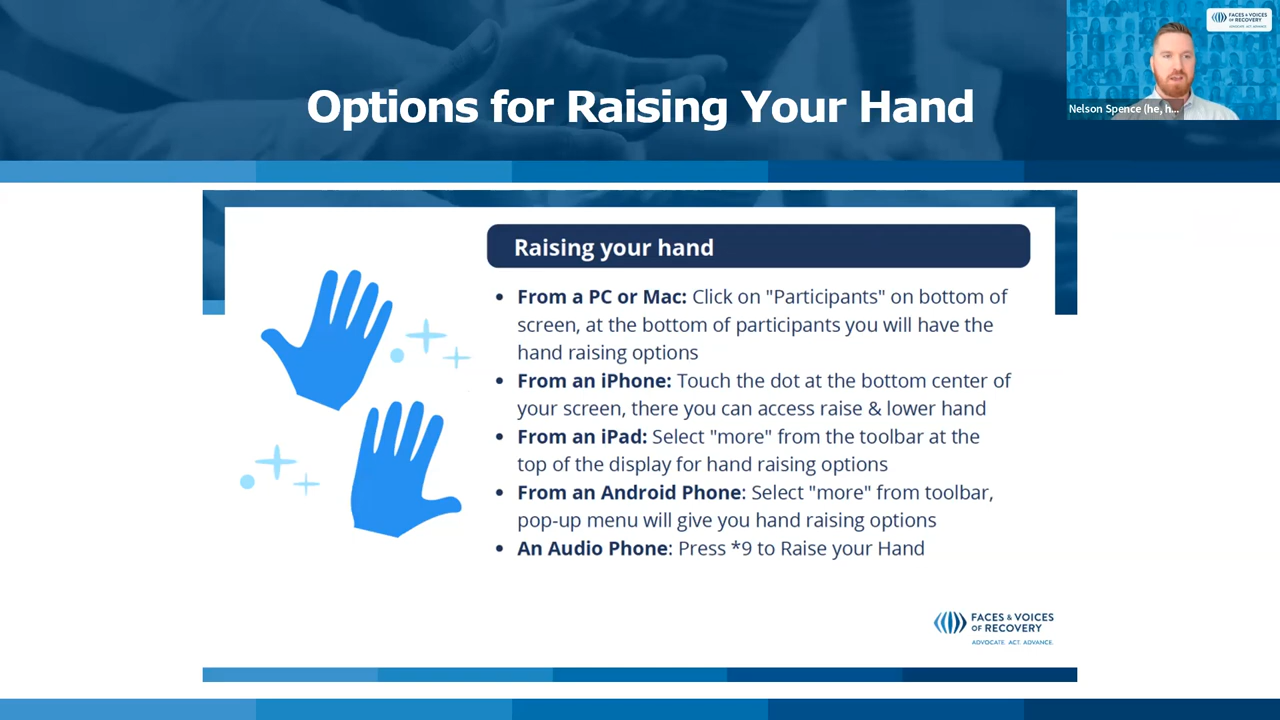 Options for Raising Your Hand
FACES & VOICES
OF RECOVERY
ADVOCATE. ACT. ADVANCE.
Nelson Spence (he, h...
Raising your hand
• From a PC or Mac: Click on "Participants" on bottom of
screen, at the bottom of participants you will have the
hand raising options
• From an iPhone: Touch the dot at the bottom center of
your screen, there you can access raise & lower hand
• From an iPad: Select "more" from the toolbar at the
top of the display for hand raising options
• From an Android Phone: Select "more" from toolbar,
pop-up menu will give you hand raising options
• An Audio Phone: Press *9 to Raise your Hand
FACES & VOICES
OF RECOVERY
ADVOCATE. ACT. ADVANCE.